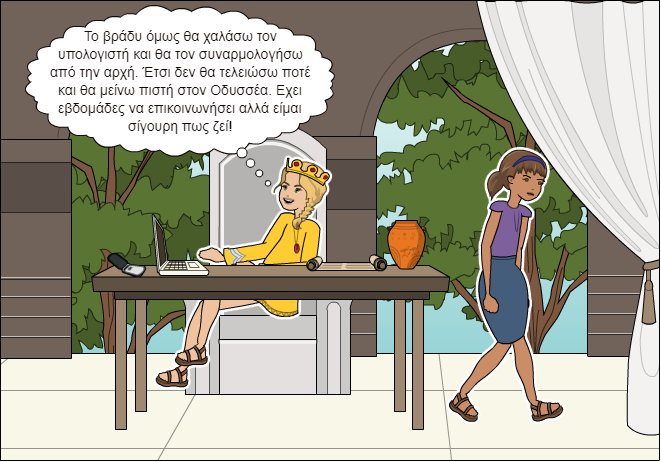 Το βράδυ όμως θα χαλάσω τον
υπολογιστή και θα τον συναρμολογήσω
από την αρχή. Έτσι δεν θα τελειώσω ποτέ
και θα μείνω πιστή στον Οδυσσέα. Εχει
εβδομάδες να επικοινωνήσει αλλά είμαι
σίγουρη πως ζεί!